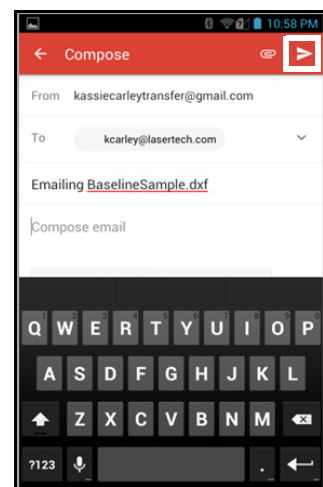 10:58 PM
Compose
From kassiecarleytransfer@gmail.com
To kcarley@lasertech.com
Emailing BaselineSample.dxf
Compose email
Q W E R T Y U I O P
A S D F G H J K L
Z X C V B N M
?123 .